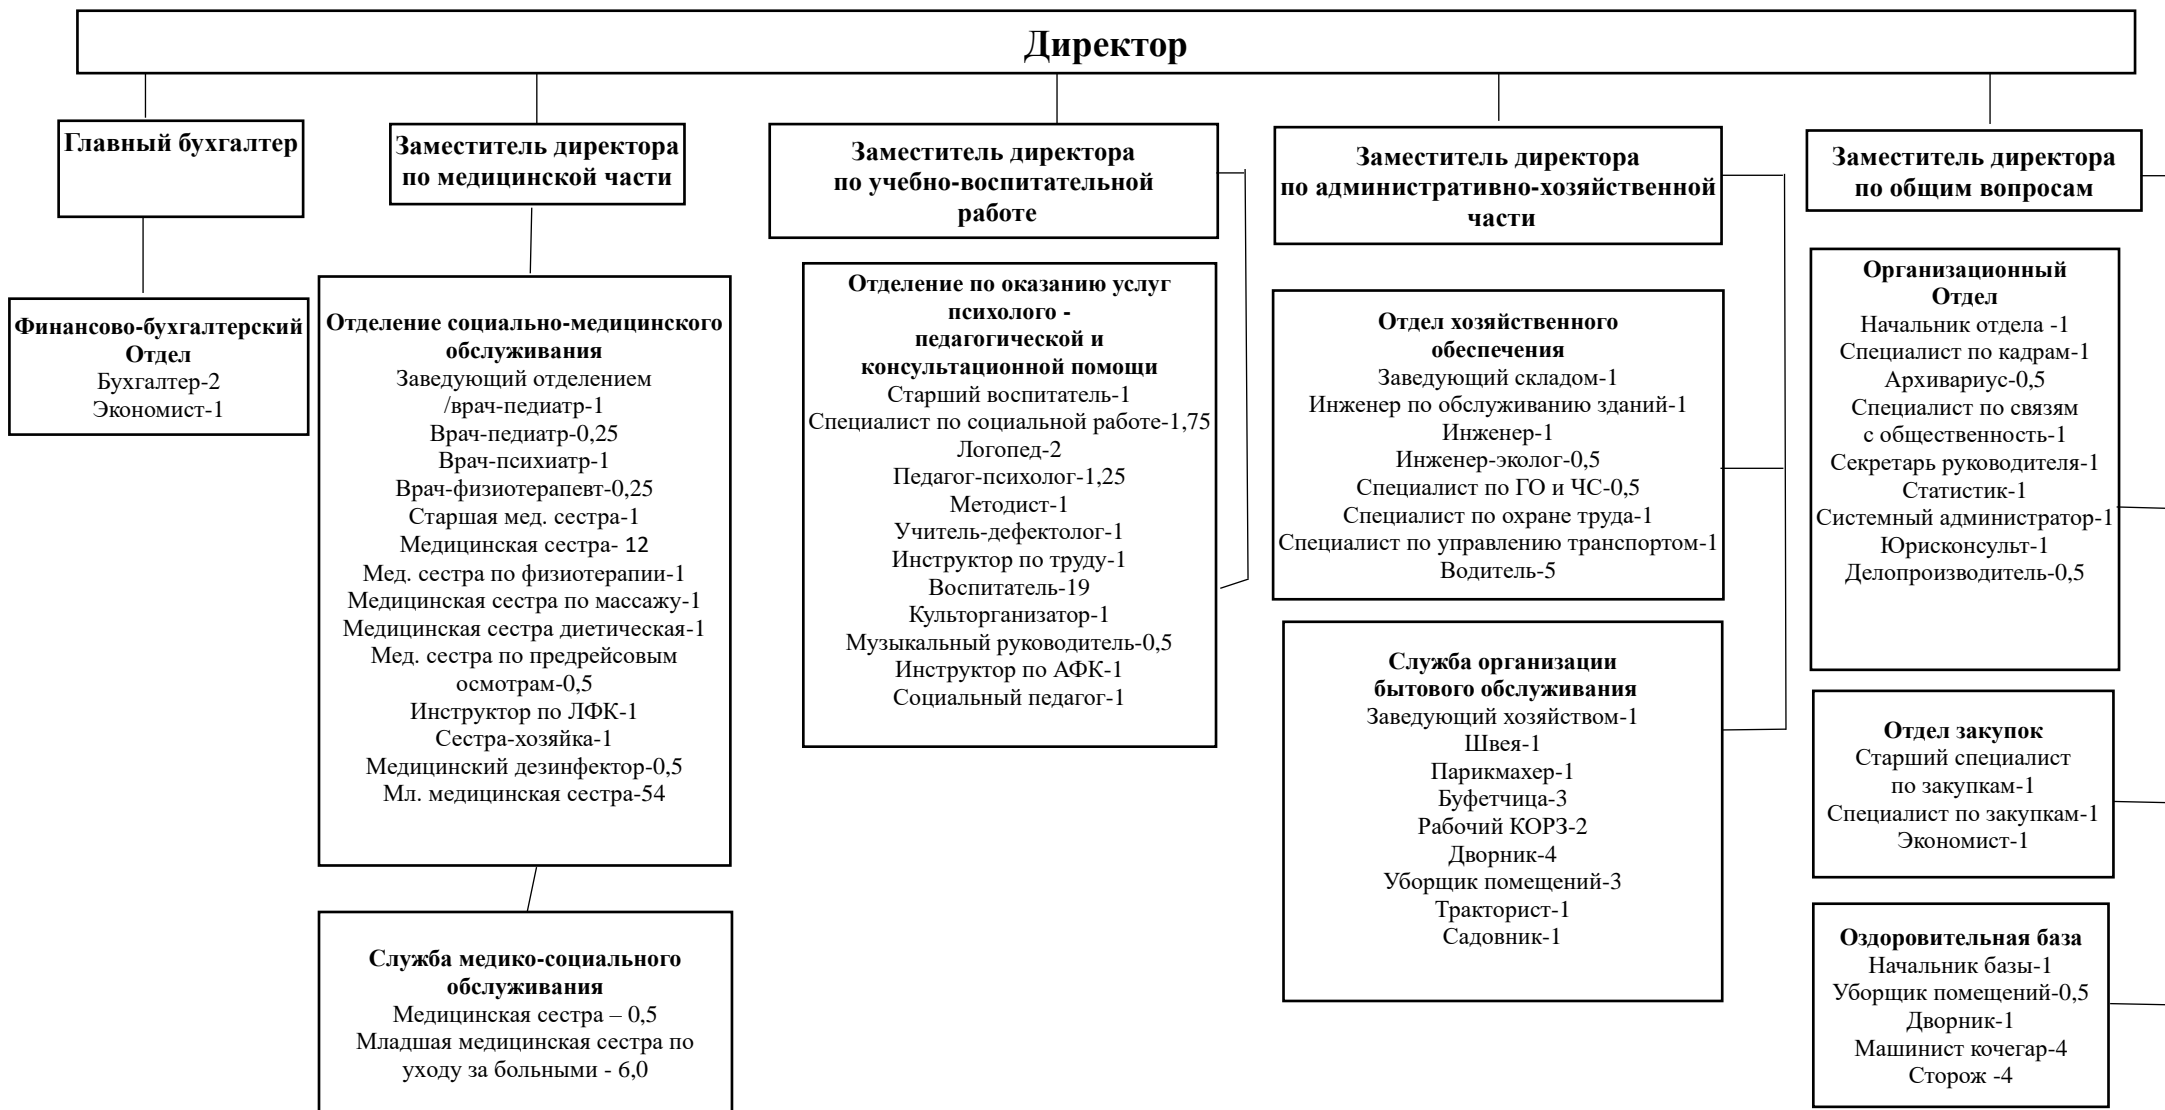 Директор
Главный бухгалтер
Финансово-бухгалтерский
Отдел
Бухгалтер-2
Экономист-1
Заместитель директора
по медицинской части
Отделение социально-медицинского
обслуживания
Заведующий отделением
/врач-педиатр-1
Врач-педиатр-0,25
Врач-психиатр-1
Врач-физиотерапевт-0,25
Старшая мед. сестра-1
Медицинская сестра- 12
Мед. сестра по физиотерапии-1
Медицинская сестра по массажу-1
Медицинская сестра диетическая-1
Мед. сестра по предрейсовым
осмотрам-0,5
Инструктор по ЛФК-1
Сестра-хозяйка-1
Медицинский дезинфектор-0,5
Мл. медицинская сестра-54
Служба медико-социального
обслуживания
Медицинская сестра – 0,5
Младшая медицинская сестра по
уходу за больными - 6,0
Заместитель директора
по учебно-воспитательной
работе
Отделение по оказанию услуг
психолого -
педагогической и
консультационной помощи
Старший воспитатель-1
Специалист по социальной работе-1,75
Логопед-2
Педагог-психолог-1,25
Методист-1
Учитель-дефектолог-1
Инструктор по труду-1
Воспитатель-19
Культорганизатор-1
Музыкальный руководитель-0,5
Инструктор по АФК-1
Социальный педагог-1
Заместитель директора
по административно-хозяйственной
части
Отдел хозяйственного
обеспечения
Заведующий складом-1
Инженер по обслуживанию зданий-1
Инженер-1
Инженер-эколог-0,5
Специалист по ГО и ЧС-0,5
Специалист по охране труда-1
Специалист по управлению транспортом-1
Водитель-5
Служба организации
бытового обслуживания
Заведующий хозяйством-1
Швея-1
Парикмахер-1
Буфетчица-3
Рабочий КОРЗ-2
Дворник-4
Уборщик помещений-3
Тракторист-1
Садовник-1
Заместитель директора
по общим вопросам
Организационный
Отдел
Начальник отдела -1
Специалист по кадрам-1
Архивариус-0,5
Специалист по связям
с общественность-1
Секретарь руководителя-1
Статистик-1
Системный администратор-1
Юрисконсульт-1
Делопроизводитель-0,5
Отдел закупок
Старший специалист
по закупкам-1
Специалист по закупкам-1
Экономист-1
Оздоровительная база
Начальник базы-1
Уборщик помещений-0,5
Дворник-1
Машинист кочегар-4
Сторож -4